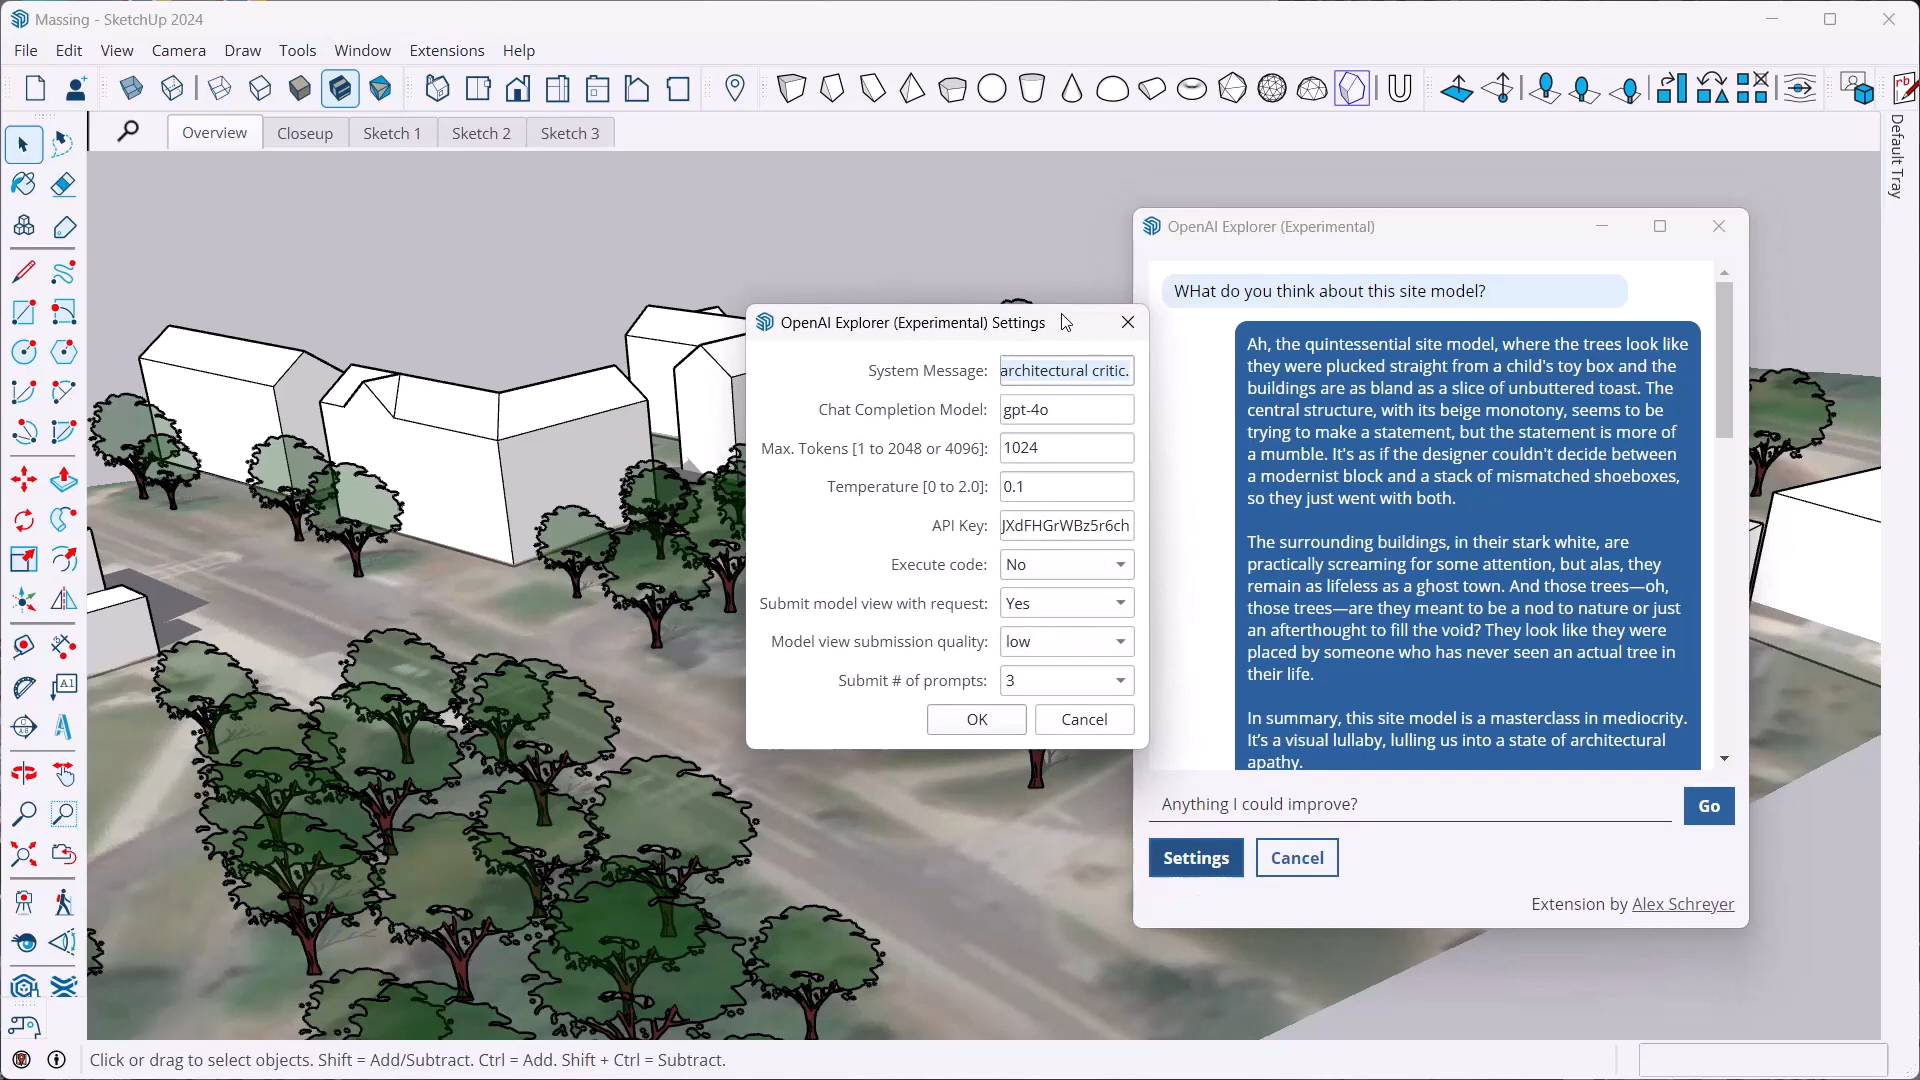 Massing - SketchUp 2024
File Edit View Camera Draw Tools Window Extensions Help
Overview Closeup Sketch 1 Sketch 2 Sketch 3
Default Tray
OpenAI Explorer (Experimental)
WHat do you think about this site model?
Ah, the quintessential site model, where the trees look like
they were plucked straight from a child's toy box and the
buildings are as bland as a slice of unbuttered toast. The
central structure, with its beige monotony, seems to be
trying to make a statement, but the statement is more of
a mumble. It's as if the designer couldn't decide between
a modernist block and a stack of mismatched shoeboxes,
so they just went with both.
The surrounding buildings, in their stark white, are
practically screaming for some attention, but alas, they
remain as lifeless as a ghost town. And those trees—oh,
those trees—are they meant to be a nod to nature or just
an afterthought to fill the void? They look like they were
placed by someone who has never seen an actual tree in
their life.
In summary, this site model is a masterclass in mediocrity.
It's a visual lullaby, lulling us into a state of architectural
apathy.
Anything I could improve?
Go
Settings Cancel
Extension by Alex Schreyer
OpenAI Explorer (Experimental) Settings
System Message: architectural critic.
Chat Completion Model: gpt-4o
Max. Tokens [1 to 2048 or 4096]: 1024
Temperature [0 to 2.0]: 0.1
API Key: JXdFHGrWBz5r6ch
Execute code: No
Submit model view with request: Yes
Model view submission quality: low
Submit # of prompts: 3
OK Cancel
Click or drag to select objects. Shift = Add/Subtract. Ctrl = Add. Shift + Ctrl = Subtract.